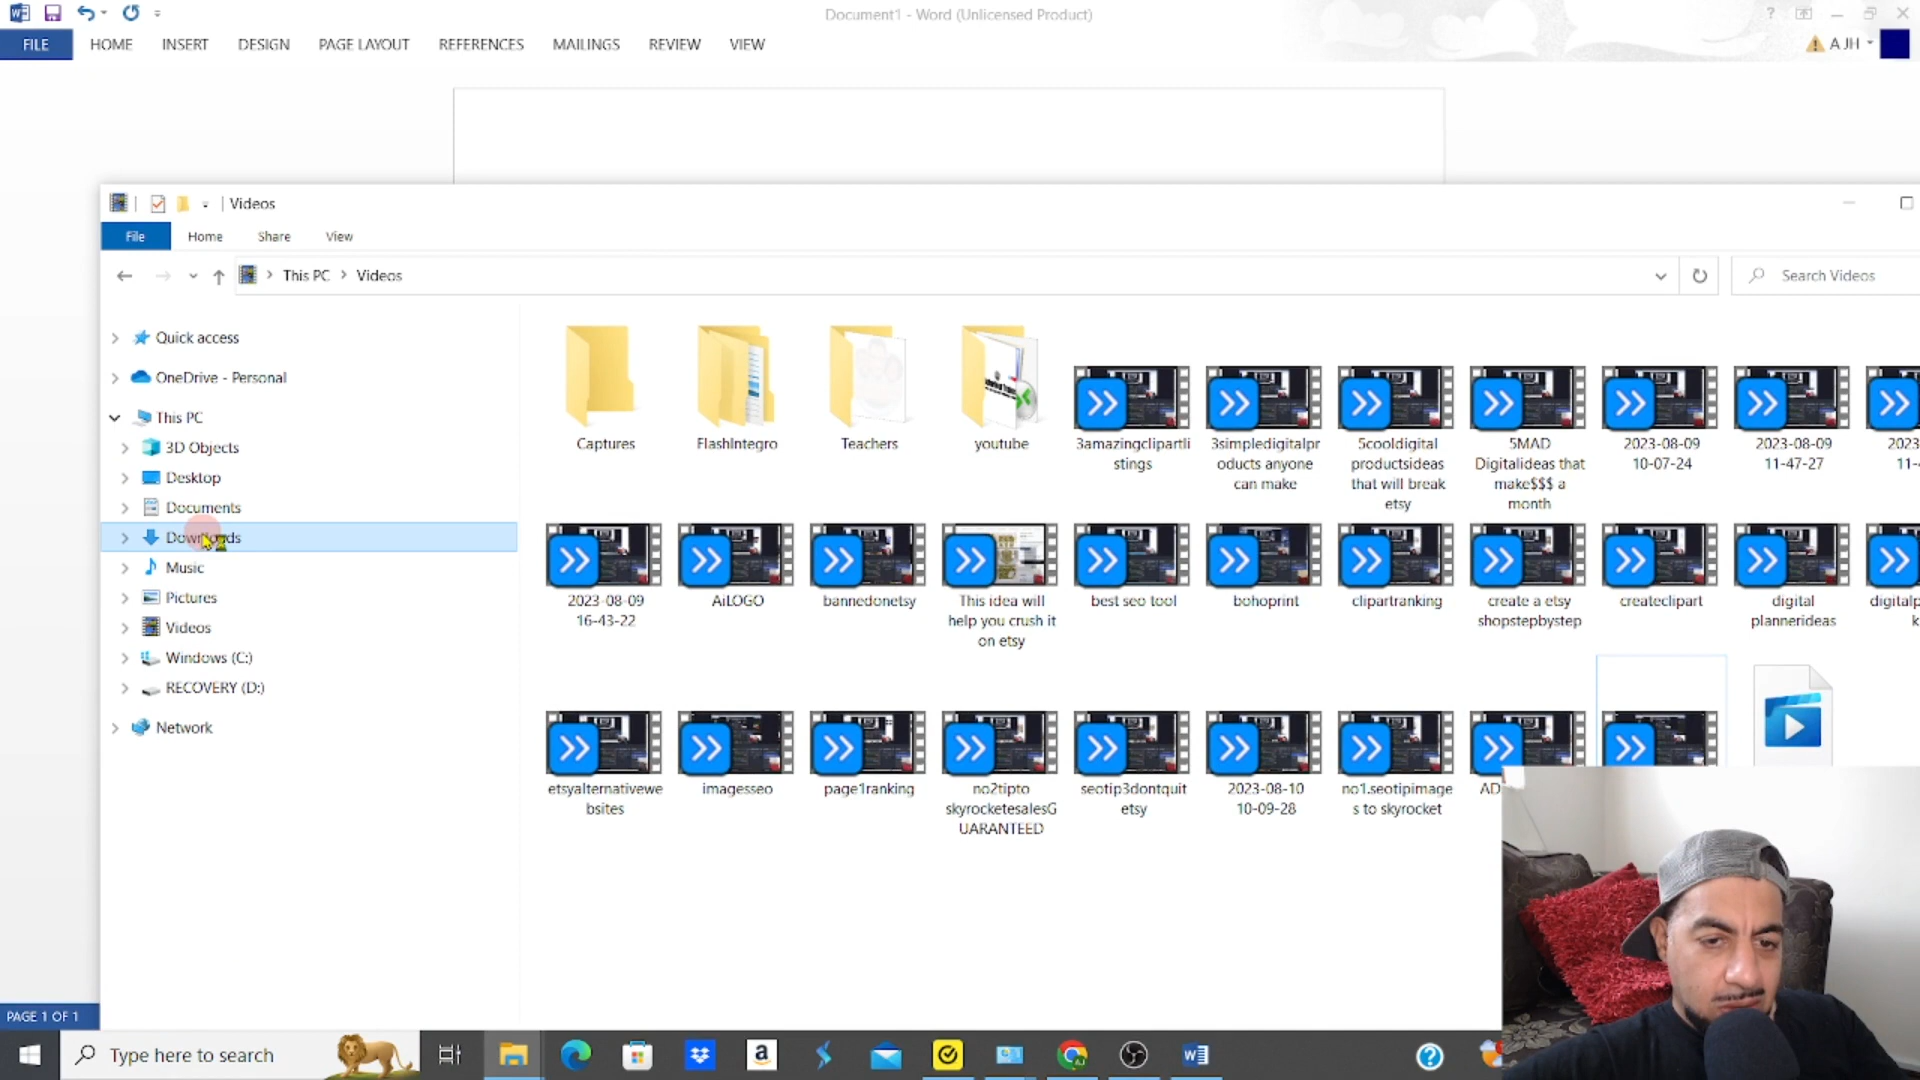 Document1 - Word (Unlicensed Product)
FILE HOME INSERT DESIGN PAGE LAYOUT REFERENCES MAILINGS REVIEW VIEW
A JH
Videos
File Home Share View
This PC > Videos
Search Videos
Quick access
OneDrive - Personal
This PC
3D Objects
Desktop
Documents
Downloads
Music
Pictures
Videos
Windows (C:)
RECOVERY (D:)
Network
Captures
FlashIntegro
Teachers
youtube
3amazingclipartli
stings
3simpledigitalpr
oducts anyone
can make
5cooldigital
productsideas
that will break
etsy
5MAD
Digitalideas that
make$$$ a
month
2023-08-09
10-07-24
2023-08-09
11-47-27
2023
11-
2023-08-09
16-43-22
AiLOGO
bannedonetsy
This idea will
help you crush it
on etsy
best seo tool
bohoprint
clipartranking
create a etsy
shopstepbystep
createclipart
digital
plannerideas
digitalp
k
etsyalternativewe
bsites
imagesseo
page1ranking
no2tipto
skyrocketesalesG
UARANTEED
seotip3dontquit
etsy
2023-08-10
10-09-28
no1.seotipimage
s to skyrocket
AD
PAGE 1 OF 1
Type here to search